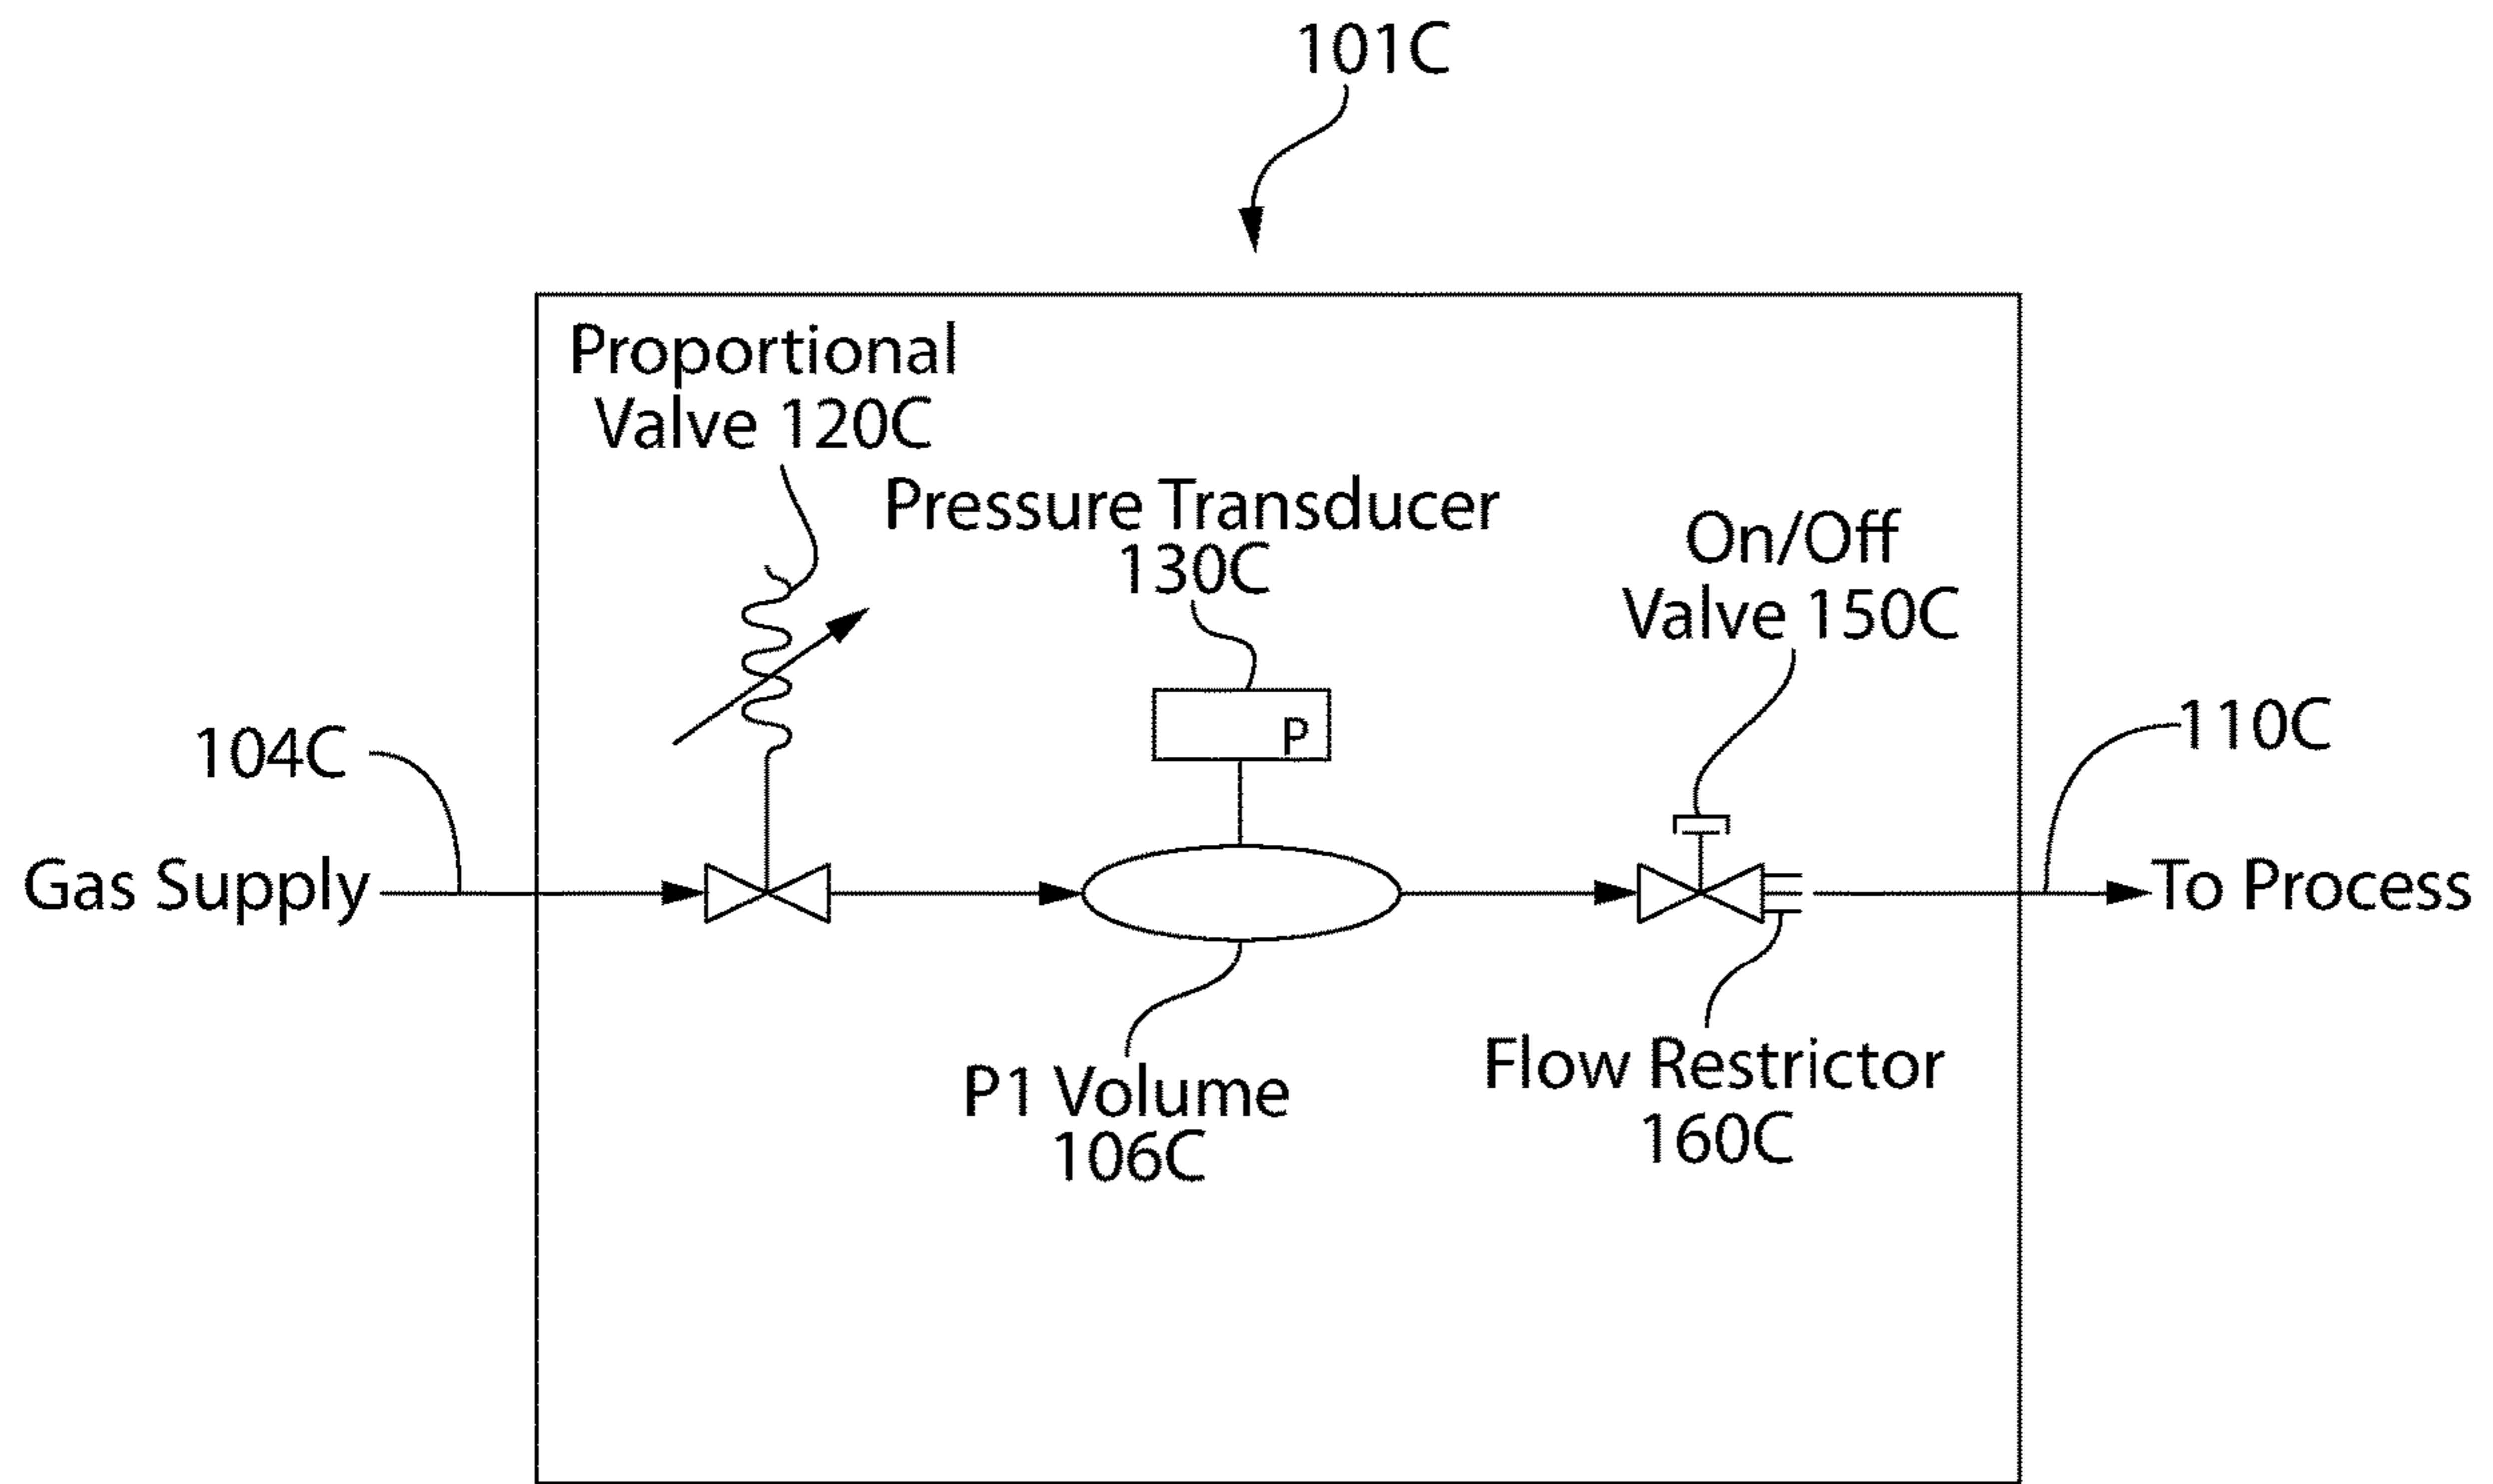 101C
Proportional
Valve 120C
Pressure Transducer
130C
On/Off
Valve 150C
P
104C
110C
Gas Supply
To Process
P1 Volume
106C
Flow Restrictor
160C